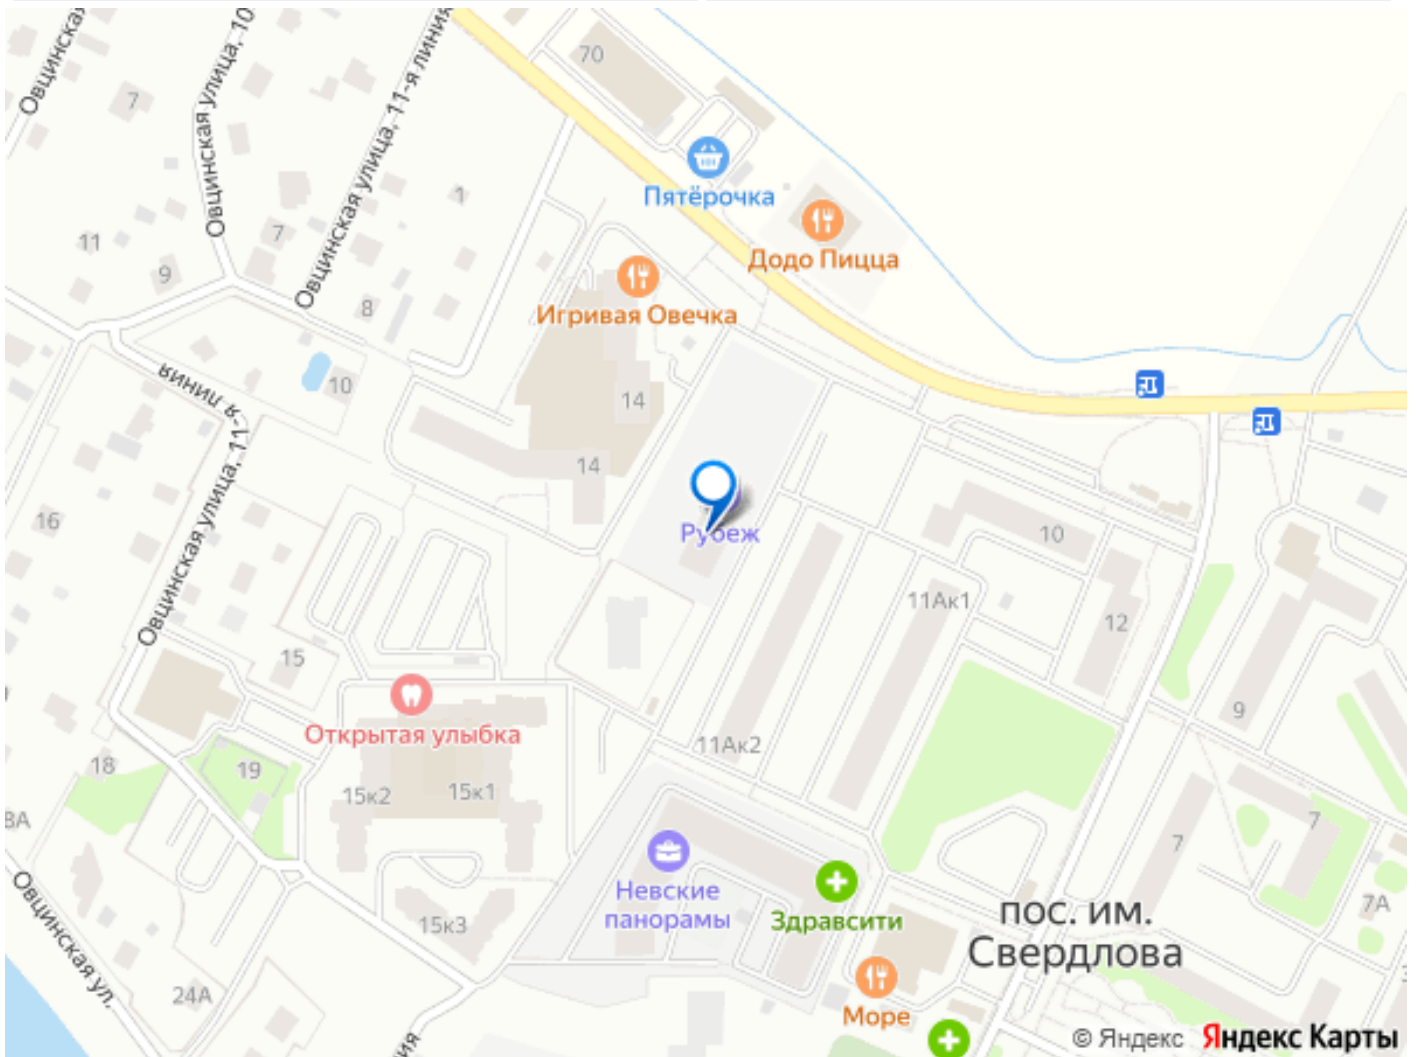 Овцинская
Овцинская улица, 10
Овцинская улица, 11-я линия
70
7
Пятёрочка
1
Додо Пицца
11
7
9
8
Игривая Овечка
10
14
14
Овцинская улица, 11-я линия
16
Рубеж
10
11Ак1
12
15
Открытая улыбка
9
11Ак2
18
19
15к2
15к1
8А
7
7
Невские
панорамы
Здравсити
7А
15к3
пос. им.
Свердлова
Овцинская ул.
24А
Море
ия
© Яндекс Яндекс Карты